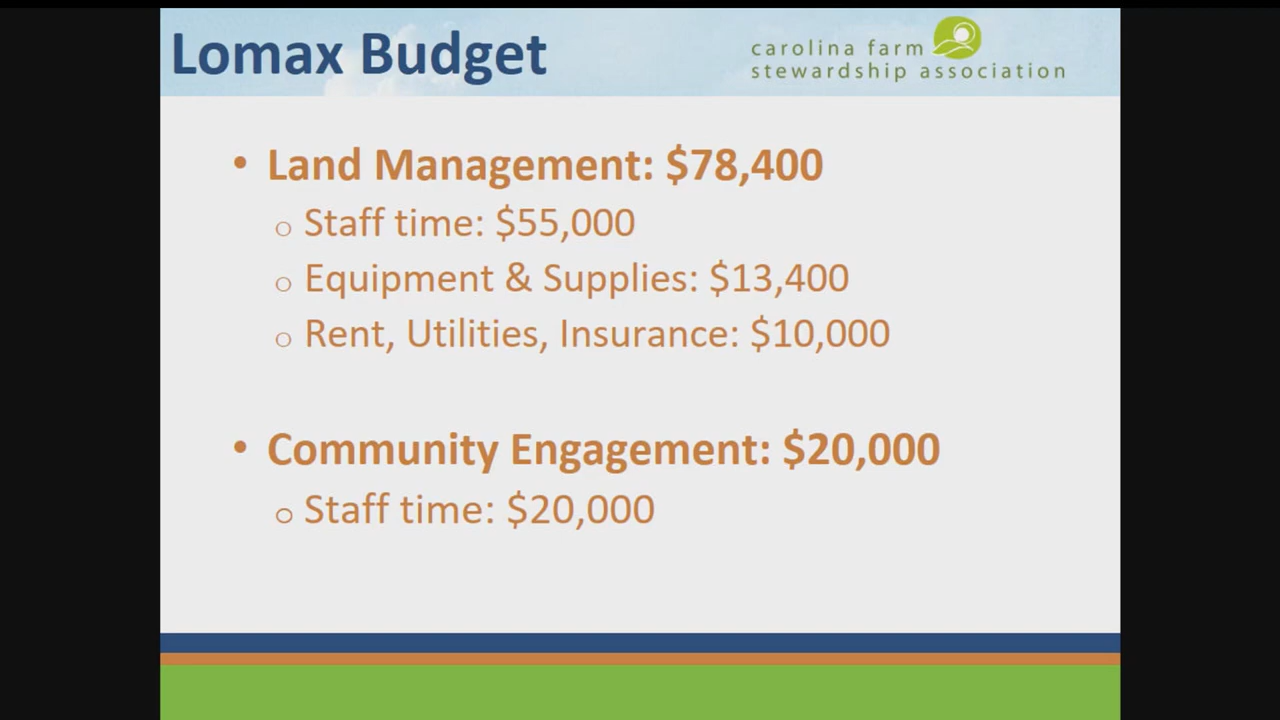 Lomax Budget
carolina farm
stewardship association
• Land Management: $78,400
o Staff time: $55,000
o Equipment & Supplies: $13,400
o Rent, Utilities, Insurance: $10,000
• Community Engagement: $20,000
o Staff time: $20,000